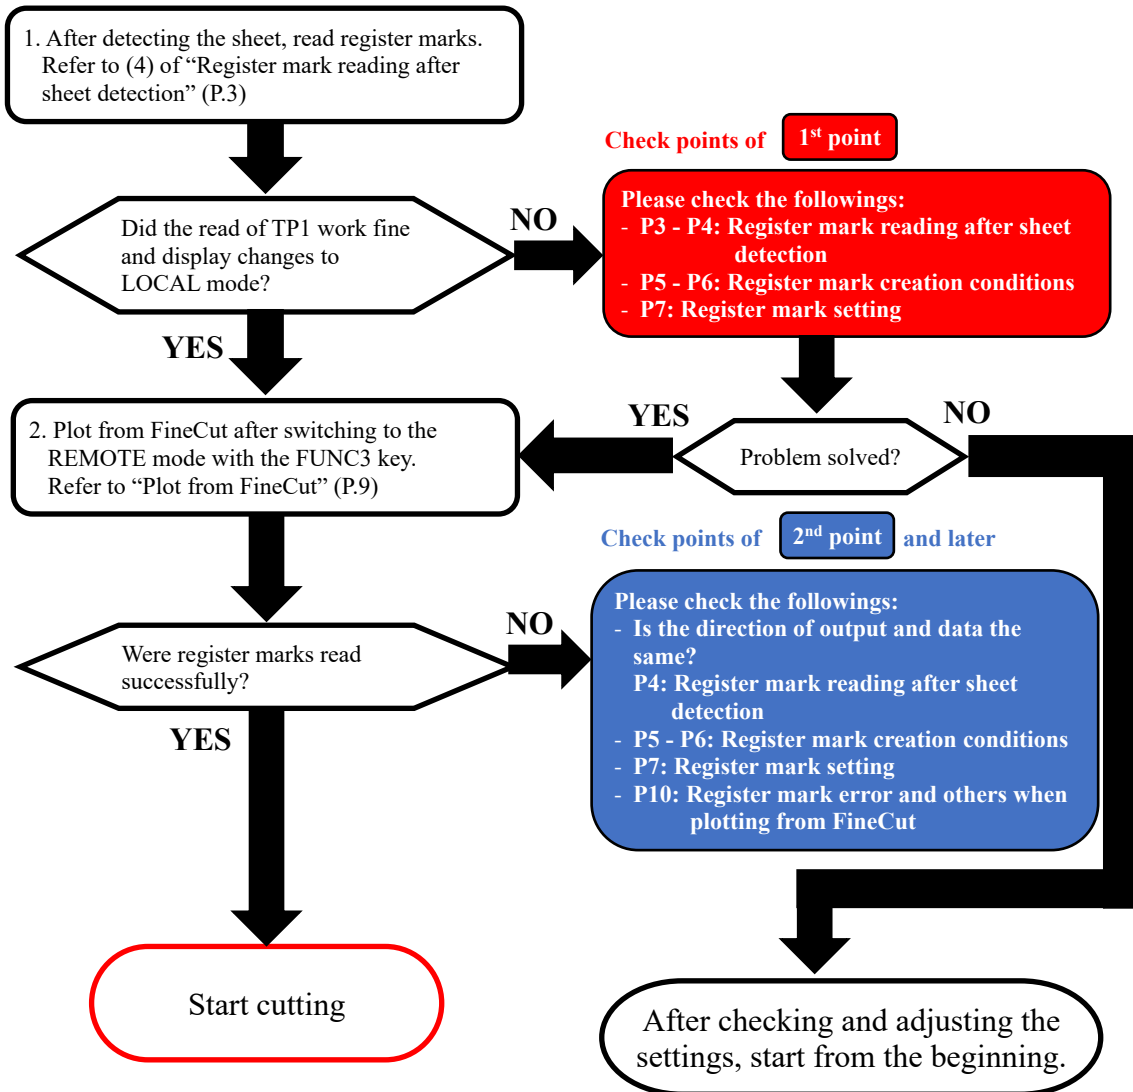 1. After detecting the sheet, read register marks.
Refer to (4) of “Register mark reading after
sheet detection” (P.3)
Check points of 1st point
Did the read of TP1 work fine
and display changes to
LOCAL mode?
NO
Please check the followings:
- P3 - P4: Register mark reading after sheet
detection
- P5 - P6: Register mark creation conditions
- P7: Register mark setting
YES
2. Plot from FineCut after switching to the
REMOTE mode with the FUNC3 key.
Refer to “Plot from FineCut” (P.9)
YES
NO
Problem solved?
Check points of 2nd point and later
Were register marks read
successfully?
NO
Please check the followings:
- Is the direction of output and data the
same?
P4: Register mark reading after sheet
detection
- P5 - P6: Register mark creation conditions
- P7: Register mark setting
- P10: Register mark error and others when
plotting from FineCut
YES
Start cutting
After checking and adjusting the
settings, start from the beginning.